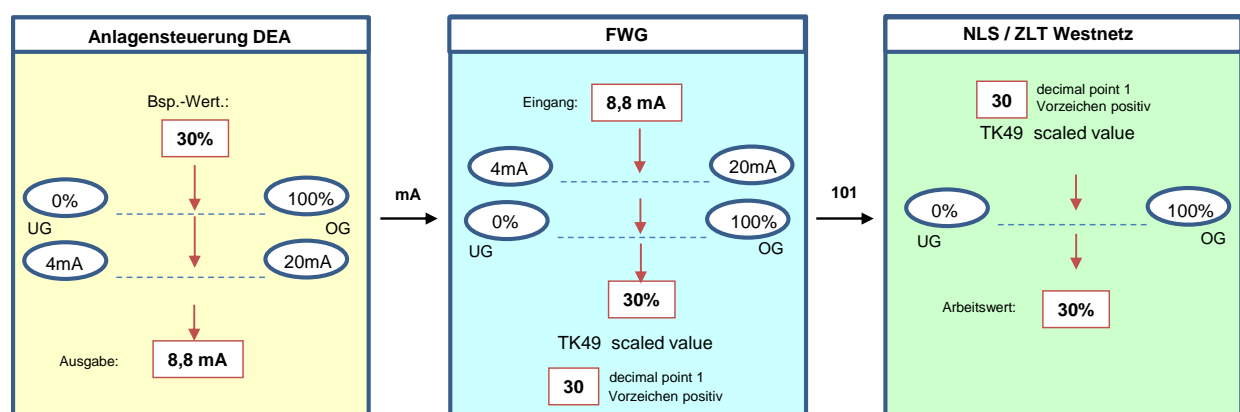 Anlagensteuerung DEA
Bsp.-Wert.:
30%
0%
100%
UG
OG
4mA
20mA
Ausgabe:
8,8 mA
mA
FWG
Eingang:
8,8 mA
4mA
20mA
0%
100%
UG
OG
30%
TK49 scaled value
30
decimal point 1
Vorzeichen positiv
101
NLS / ZLT Westnetz
30
decimal point 1
Vorzeichen positiv
TK49 scaled value
0%
100%
UG
OG
Arbeitswert:
30%